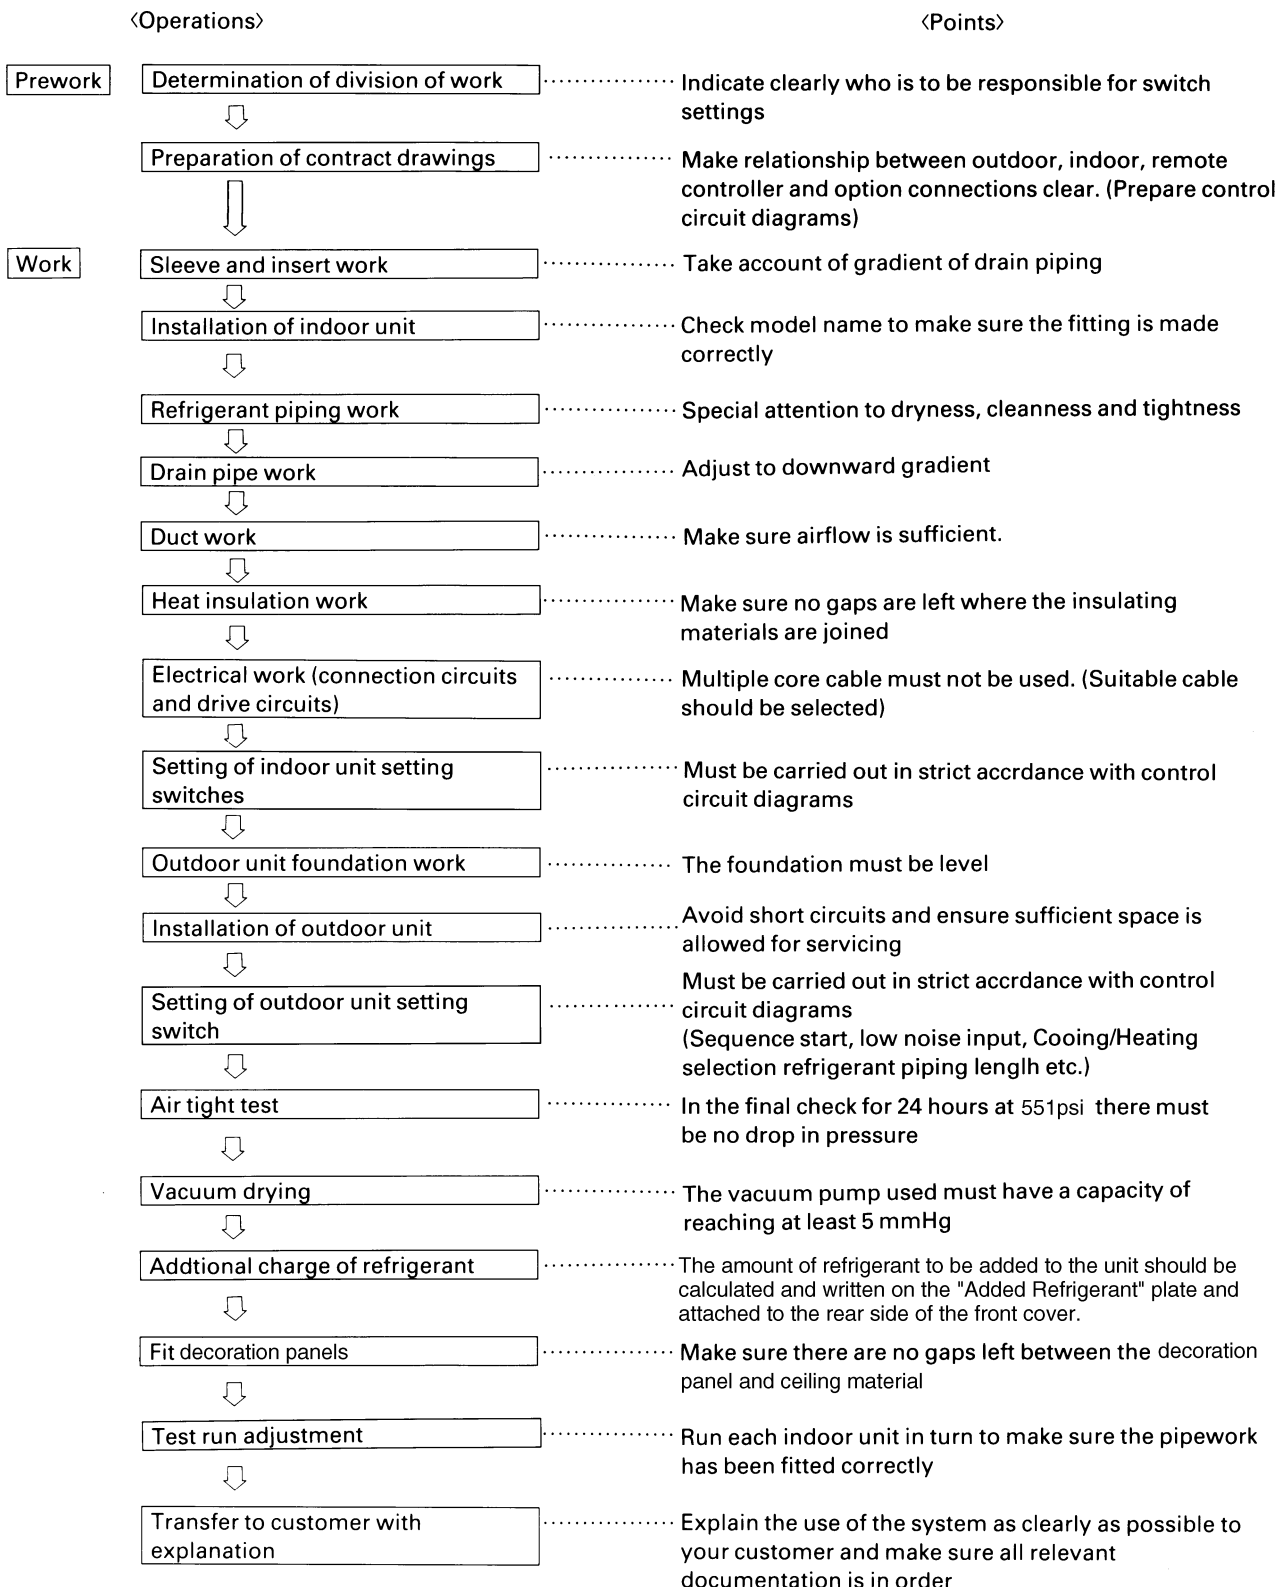 〈Operations〉
〈Points〉
Prework
Determination of division of work
Indicate clearly who is to be responsible for switch
settings
Preparation of contract drawings
Make relationship between outdoor, indoor, remote
controller and option connections clear. (Prepare control
circuit diagrams)
Work
Sleeve and insert work
Take account of gradient of drain piping
Installation of indoor unit
Check model name to make sure the fitting is made
correctly
Refrigerant piping work
Special attention to dryness, cleanness and tightness
Drain pipe work
Adjust to downward gradient
Duct work
Make sure airflow is sufficient.
Heat insulation work
Make sure no gaps are left where the insulating
materials are joined
Electrical work (connection circuits
and drive circuits)
Multiple core cable must not be used. (Suitable cable
should be selected)
Setting of indoor unit setting
switches
Must be carried out in strict accrdance with control
circuit diagrams
Outdoor unit foundation work
The foundation must be level
Installation of outdoor unit
Avoid short circuits and ensure sufficient space is
allowed for servicing
Setting of outdoor unit setting
switch
Must be carried out in strict accrdance with control
circuit diagrams
(Sequence start, low noise input, Cooing/Heating
selection refrigerant piping lenglh etc.)
Air tight test
In the final check for 24 hours at 551psi there must
be no drop in pressure
Vacuum drying
The vacuum pump used must have a capacity of
reaching at least 5 mmHg
Addtional charge of refrigerant
The amount of refrigerant to be added to the unit should be
calculated and written on the "Added Refrigerant" plate and
attached to the rear side of the front cover.
Fit decoration panels
Make sure there are no gaps left between the decoration
panel and ceiling material
Test run adjustment
Run each indoor unit in turn to make sure the pipework
has been fitted correctly
Transfer to customer with
explanation
Explain the use of the system as clearly as possible to
your customer and make sure all relevant
documentation is in order